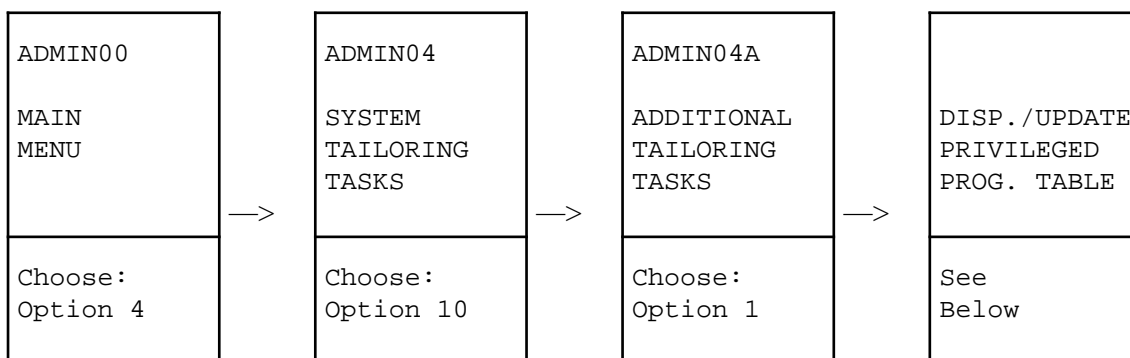 ADMIN00
MAIN
MENU
Choose:
Option 4
—>
ADMIN04
SYSTEM
TAILORING
TASKS
Choose:
Option 10
—>
ADMIN04A
ADDITIONAL
TAILORING
TASKS
Choose:
Option 1
—>
DISP./UPDATE
PRIVILEGED
PROG. TABLE
See
Below